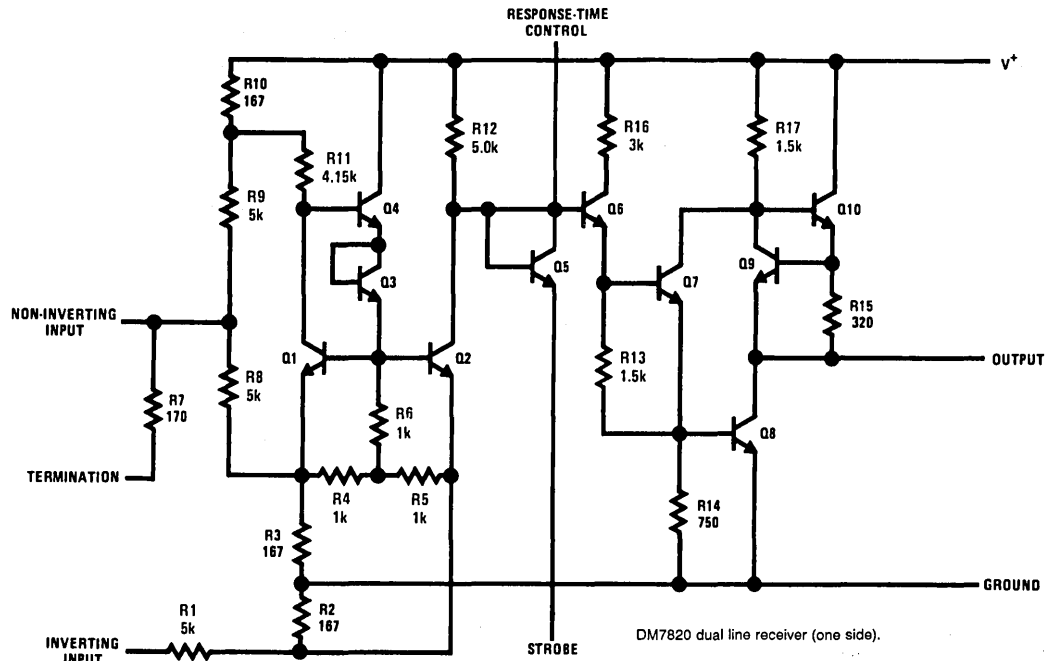 RESPONSE-TIME
CONTROL
V+
R10
167
R12
5.0k
R16
3k
R17
1.5k
R11
4.15k
R9
5k
Q4
Q6
Q10
Q3
Q5
Q7
Q9
R15
320
NON-INVERTING
INPUT
Q1
Q2
OUTPUT
R8
5k
R13
1.5k
R7
170
R6
1k
Q8
TERMINATION
R4
1k
R5
1k
R14
750
R3
167
GROUND
R2
167
R1
5k
INVERTING
INPUT
STROBE
DM7820 dual line receiver (one side).